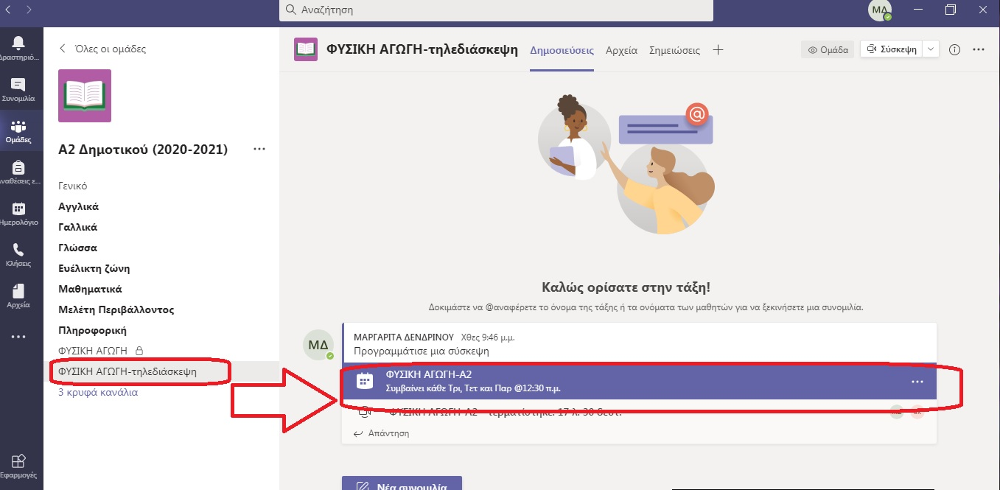 Αναζήτηση
ΜΔ
Δραστηριό...
Συνομιλία
Ομάδες
Αναθέσεις ε...
Ημερολόγιο
Κλήσεις
Αρχεία
Εφαρμογές
Όλες οι ομάδες
Α2 Δημοτικού (2020-2021)
Γενικό
Αγγλικά
Γαλλικά
Γλώσσα
Ευέλικτη ζώνη
Μαθηματικά
Μελέτη Περιβάλλοντος
Πληροφορική
ΦΥΣΙΚΗ ΑΓΩΓΗ
ΦΥΣΙΚΗ ΑΓΩΓΗ-τηλεδιάσκεψη
3 κρυφά κανάλια
ΦΥΣΙΚΗ ΑΓΩΓΗ-τηλεδιάσκεψη Δημοσιεύσεις Αρχεία Σημειώσεις Ομάδα Σύσκεψη
@
Καλώς ορίσατε στην τάξη!
Δοκιμάστε να @αναφέρετε το όνομα της τάξης ή τα ονόματα των μαθητών για να ξεκινήσετε μια συνομιλία.
ΜΔ
ΜΑΡΓΑΡΙΤΑ ΔΕΝΔΡΙΝΟΥ Χθες 9:46 μ.μ.
Προγραμμάτισε μια σύσκεψη
ΦΥΣΙΚΗ ΑΓΩΓΗ-Α2
Συμβαίνει κάθε Τρι, Τετ και Παρ @12:30 π.μ.
ΦΥΣΙΚΗ ΑΓΩΓΗ-Α2 τερματίστηκε: 17 λ. 30 δευτ.
Απάντηση
Νέα συνομιλία